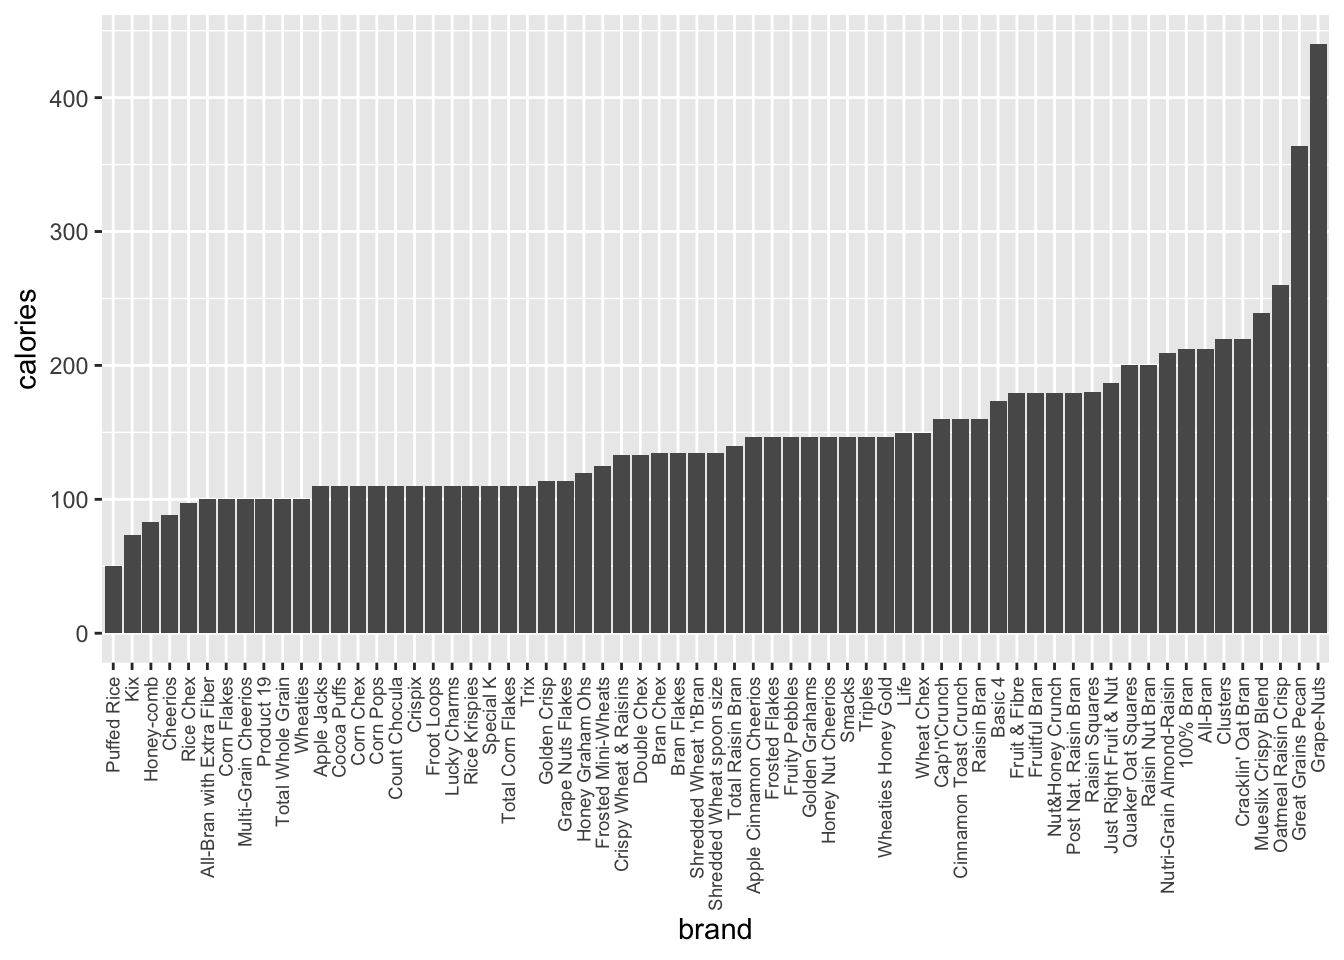 calories
400
300
200
100
0
Puffed Rice
Kix
Honey-comb
Cheerios
Rice Chex
All-Bran with Extra Fiber
Corn Flakes
Multi-Grain Cheerios
Product 19
Total Whole Grain
Wheaties
Apple Jacks
Cocoa Puffs
Corn Chex
Corn Pops
Count Chocula
Crispix
Froot Loops
Lucky Charms
Rice Krispies
Special K
Total Corn Flakes
Trix
Golden Crisp
Grape Nuts Flakes
Honey Graham Ohs
Frosted Mini-Wheats
Crispy Wheat & Raisins
Double Chex
Bran Chex
Bran Flakes
Shredded Wheat 'n'Bran
Shredded Wheat spoon size
Total Raisin Bran
Apple Cinnamon Cheerios
Frosted Flakes
Fruity Pebbles
Golden Grahams
Honey Nut Cheerios
Smacks
Triples
Wheaties Honey Gold
Life
Wheat Chex
Cap'n'Crunch
Cinnamon Toast Crunch
Raisin Bran
Basic 4
Fruit & Fibre
Fruitful Bran
Nut&Honey Crunch
Post Nat. Raisin Bran
Raisin Squares
Just Right Fruit & Nut
Quaker Oat Squares
Raisin Nut Bran
Nutri-Grain Almond-Raisin
100% Bran
All-Bran
Clusters
Cracklin' Oat Bran
Mueslix Crispy Blend
Oatmeal Raisin Crisp
Great Grains Pecan
Grape-Nuts
brand